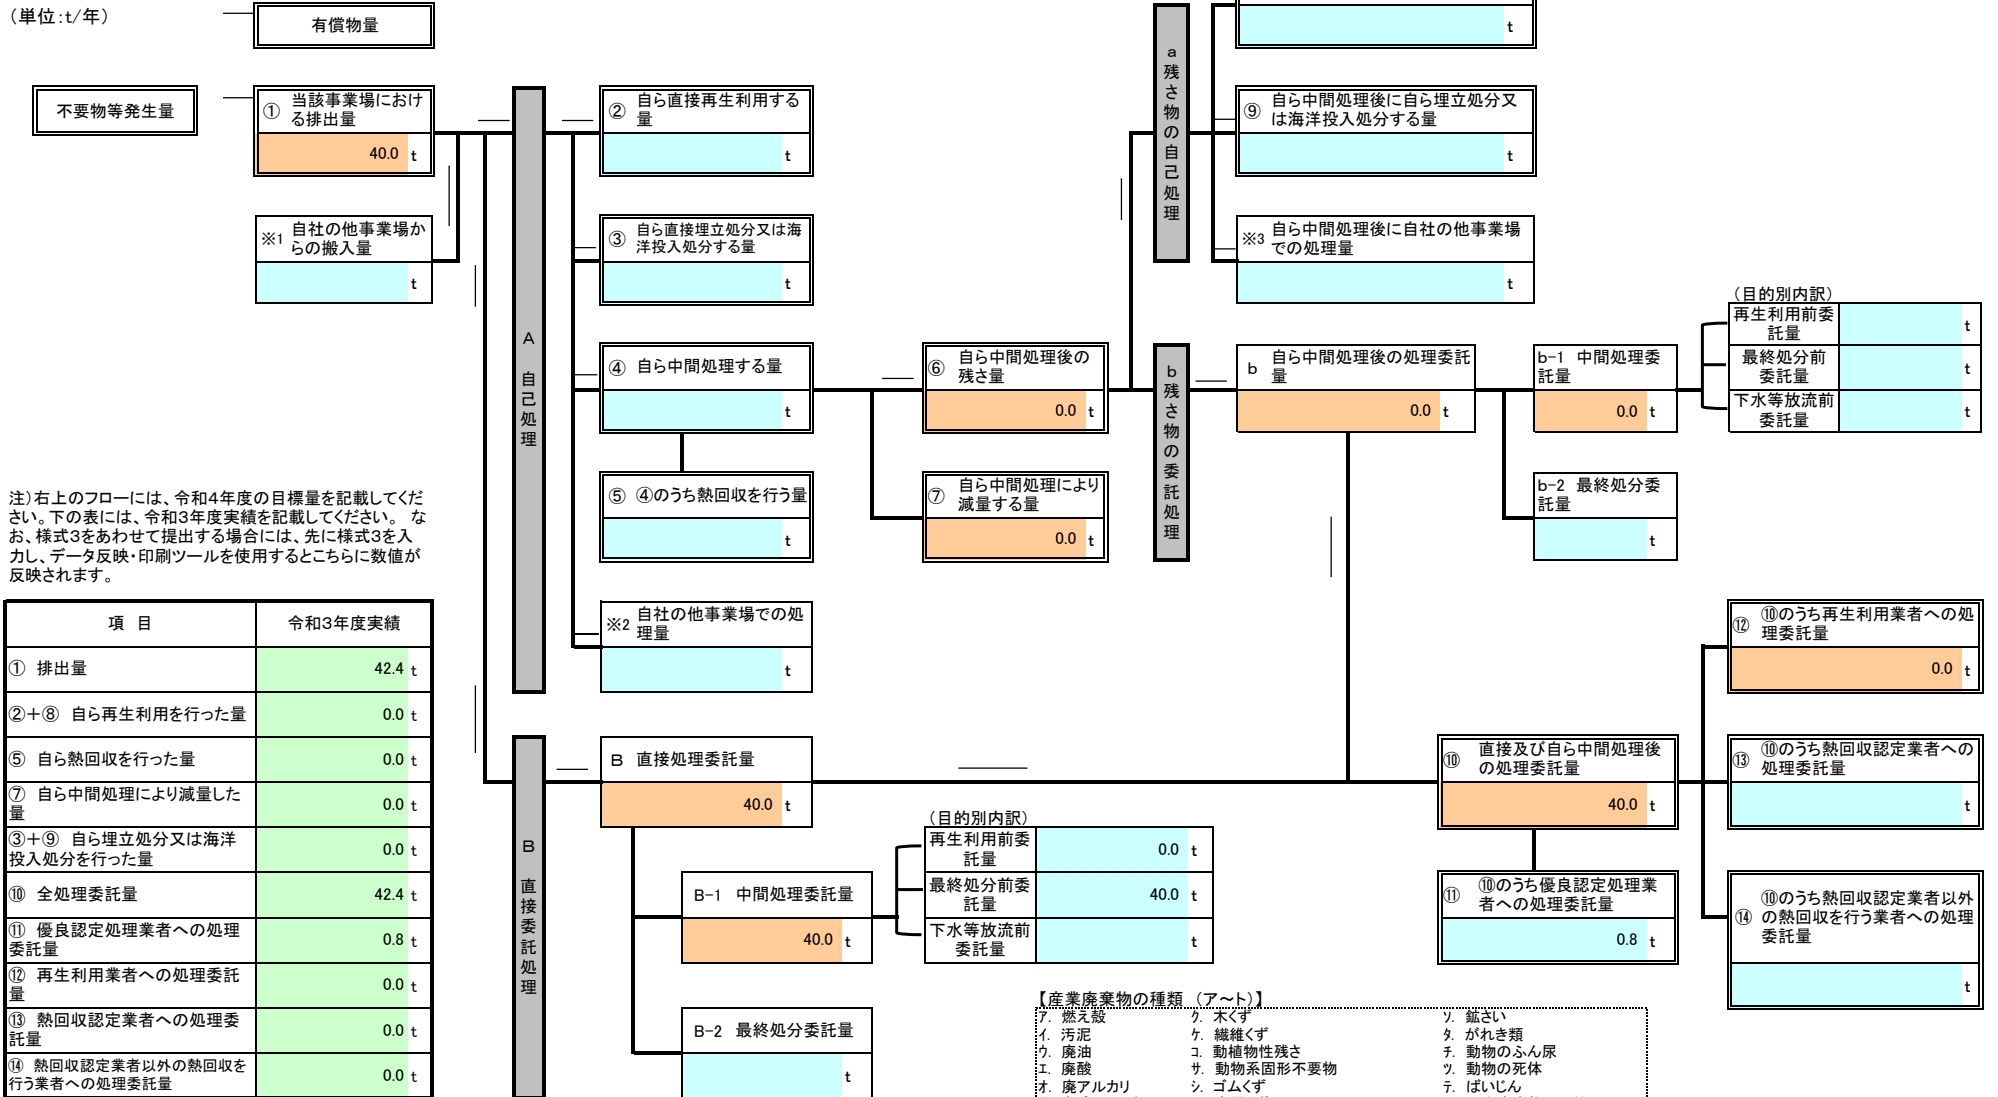 （単位：t/年）
有償物量
t
不要物等発生量
① 当該事業場におけ
る排出量
40.0 t
※1 自社の他事業場か
らの搬入量
t
A 自己処理
② 自ら直接再生利用する
量
t
③ 自ら直接埋立処分又は海
洋投入処分する量
t
④ 自ら中間処理する量
t
⑤ ④のうち熱回収を行う量
t
※2 自社の他事業場での処
理量
t
⑥ 自ら中間処理後の
残さ量
0.0 t
⑦ 自ら中間処理により
減量する量
0.0 t
a 残さ物の自己処理
⑨ 自ら中間処理後に自ら埋立処分又
は海洋投入処分する量
t
※3 自ら中間処理後に自社の他事業場
での処理量
t
b 残さ物の委託処理
b 自ら中間処理後の処理委託
量
0.0 t
b-1 中間処理委
託量
0.0 t
b-2 最終処分委
託量
t
（目的別内訳）
再生利用前委
託量
t
最終処分前
委託量
t
下水等放流前
委託量
t
注）右上のフローには、令和4年度の目標量を記載してくだ
さい。下の表には、令和3年度実績を記載してください。 な
お、様式3をあわせて提出する場合には、先に様式3を入
力し、データ反映・印刷ツールを使用するとこちらに数値が
反映されます。
項 目 令和3年度実績
① 排出量 42.4 t
②＋⑧ 自ら再生利用を行った量 0.0 t
⑤ 自ら熱回収を行った量 0.0 t
⑦ 自ら中間処理により減量した
量 0.0 t
③＋⑨ 自ら埋立処分又は海洋
投入処分を行った量 0.0 t
⑩ 全処理委託量 42.4 t
⑪ 優良認定処理業者への処理
委託量 0.8 t
⑫ 再生利用業者への処理委託
量 0.0 t
⑬ 熱回収認定業者への処理委
託量 0.0 t
⑭ 熱回収認定業者以外の熱回収を
行う業者への処理委託量 0.0 t
B 直接委託処理
B 直接処理委託量
40.0 t
B-1 中間処理委託量
40.0 t
B-2 最終処分委託量
t
（目的別内訳）
再生利用前委
託量 0.0 t
最終処分前委
託量 40.0 t
下水等放流前
委託量 t
⑩ 直接及び自ら中間処理後
の処理委託量
40.0 t
⑪ ⑩のうち優良認定処理業
者への処理委託量
0.8 t
⑫ ⑩のうち再生利用業者への処
理委託量
0.0 t
⑬ ⑩のうち熱回収認定業者への
処理委託量
t
⑭ ⑩のうち熱回収認定業者以外
の熱回収を行う業者への処理
委託量
t
【産業廃棄物の種類 （ア～ト）】
ア. 燃え殻 ク. 木くず ソ. 鉱さい
イ. 汚泥 ケ. 繊維くず タ. がれき類
ウ. 廃油 コ. 動植物性残さ チ. 動物のふん尿
エ. 廃酸 サ. 動物系固形不要物 ツ. 動物の死体
オ. 廃アルカリ シ. ゴムくず テ. ばいじん